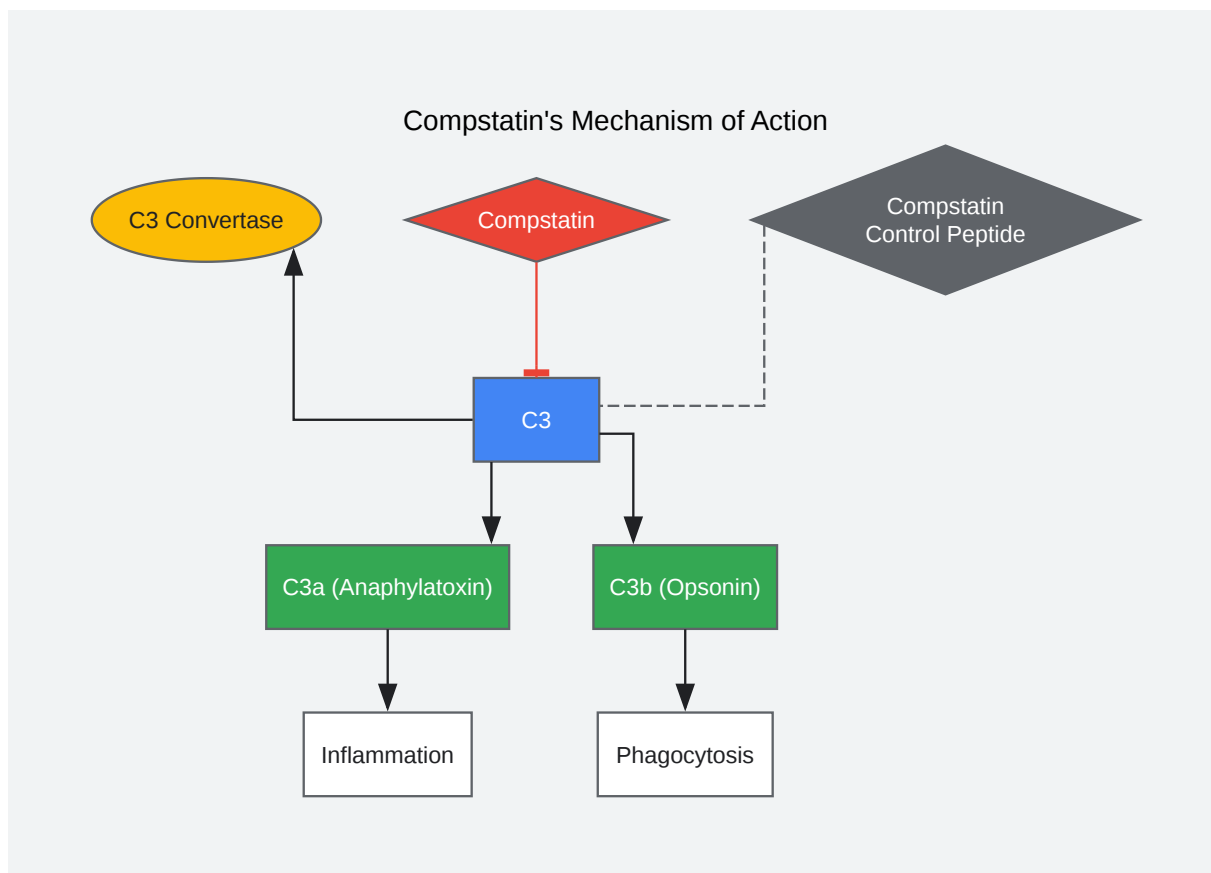 Compstatin's Mechanism of Action
C3 Convertase
Compstatin
Compstatin
Control Peptide
C3
C3a (Anaphylatoxin)
C3b (Opsonin)
Inflammation
Phagocytosis